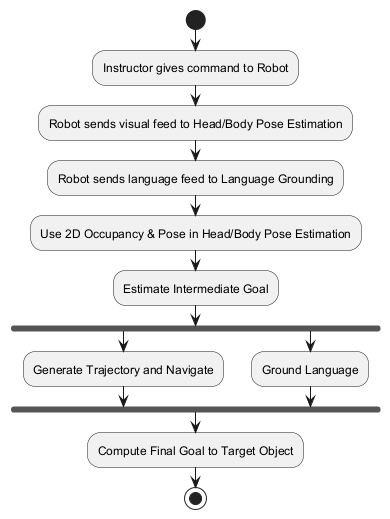 Instructor gives command to Robot
Robot sends visual feed to Head/Body Pose Estimation
Robot sends language feed to Language Grounding
Use 2D Occupancy & Pose in Head/Body Pose Estimation
Estimate Intermediate Goal
Generate Trajectory and Navigate
Ground Language
Compute Final Goal to Target Object